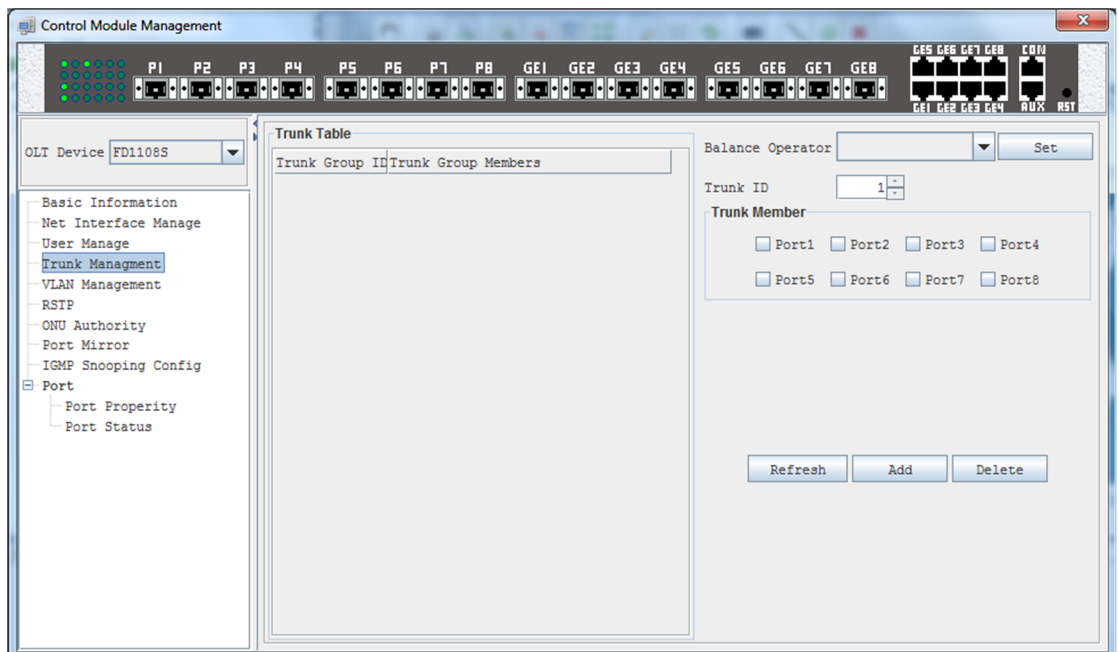 Control Module Management
GE5 GE6 GE7 GE8 CON
P1 P2 P3 P4 P5 P6 P7 P8 GE1 GE2 GE3 GE4 GE5 GE6 GE7 GE8
GE1 GE2 GE3 GE4 AUX RST
OLT Device FD1108S
Basic Information
Net Interface Manage
User Manage
Trunk Managment
VLAN Management
RSTP
ONU Authority
Port Mirror
IGMP Snooping Config
Port
Port Properity
Port Status
Trunk Table
Trunk Group ID Trunk Group Members
Balance Operator Set
Trunk ID 1
Trunk Member
Port1 Port2 Port3 Port4
Port5 Port6 Port7 Port8
Refresh Add Delete